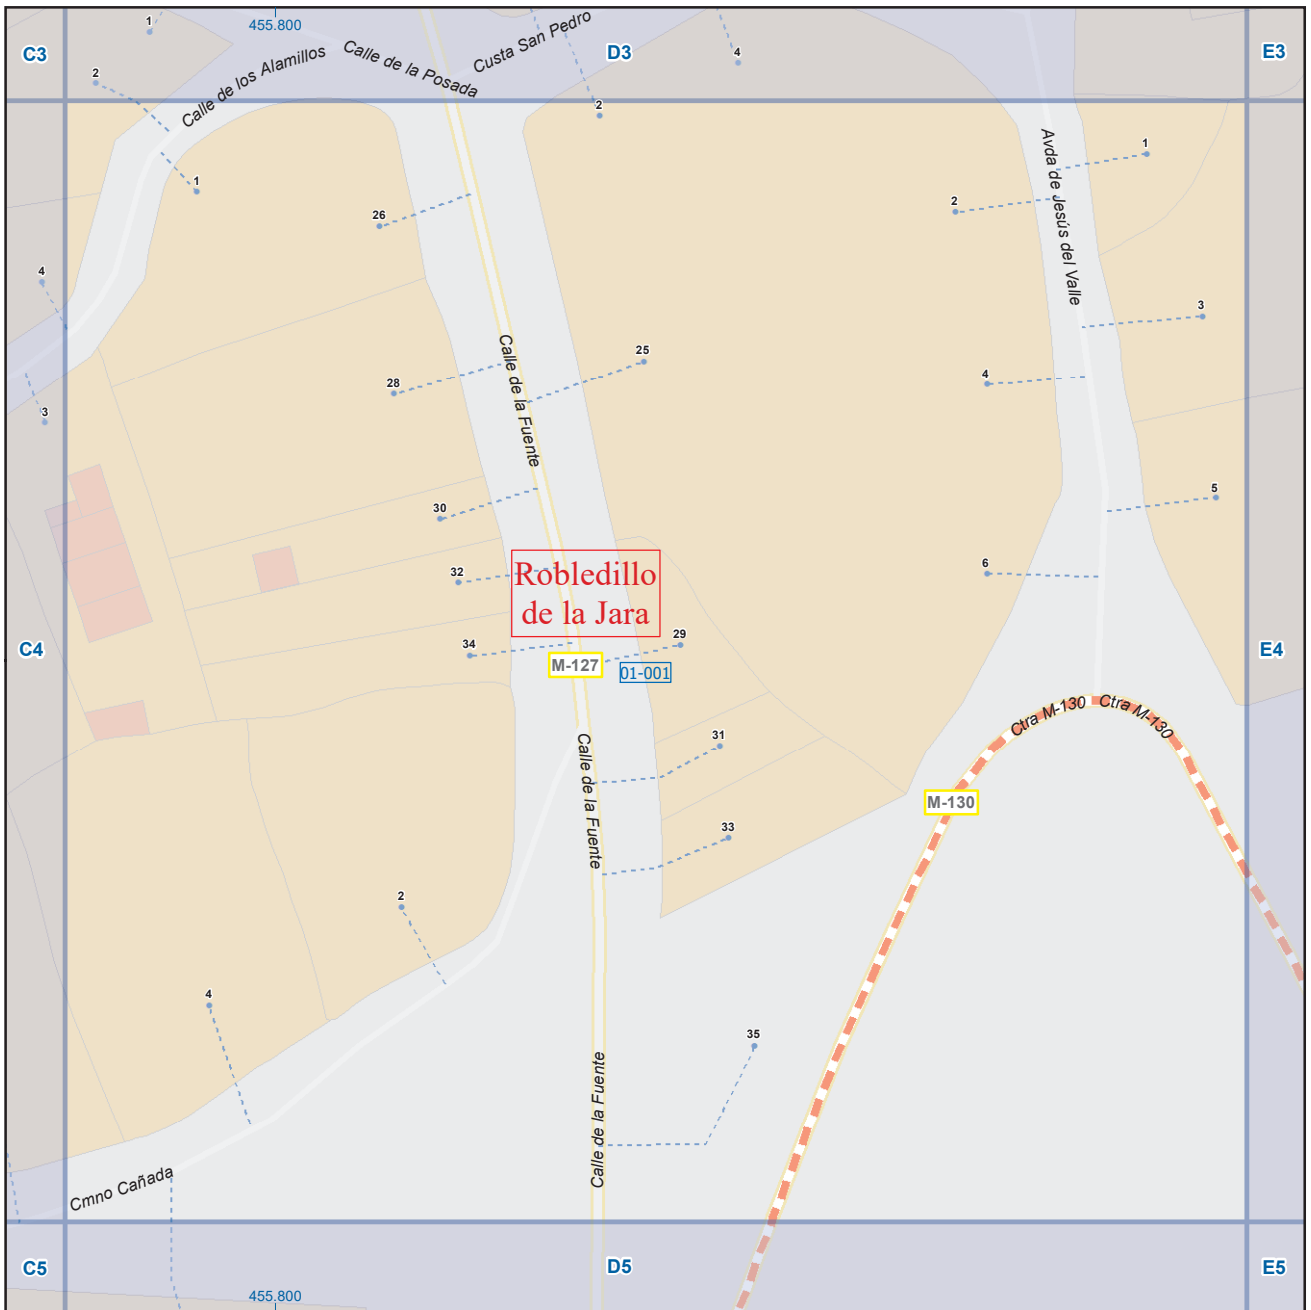 1
455.800
Custa San Pedro
C3
Calle de la Posada
D3
4
E3
2
Calle de los Alamillos
2
1
Avda de Jesús del Valle
1
26
2
4
3
Calle de la Fuente
25
28
4
3
5
30
Robledillo
de la Jara
32
6
34
29
C4
M-127
01-001
E4
Ctra M-130
Ctra M-130
31
Calle de la Fuente
M-130
33
2
4
35
Calle de la Fuente
Cmno Cañada
C5
D5
E5
455.800